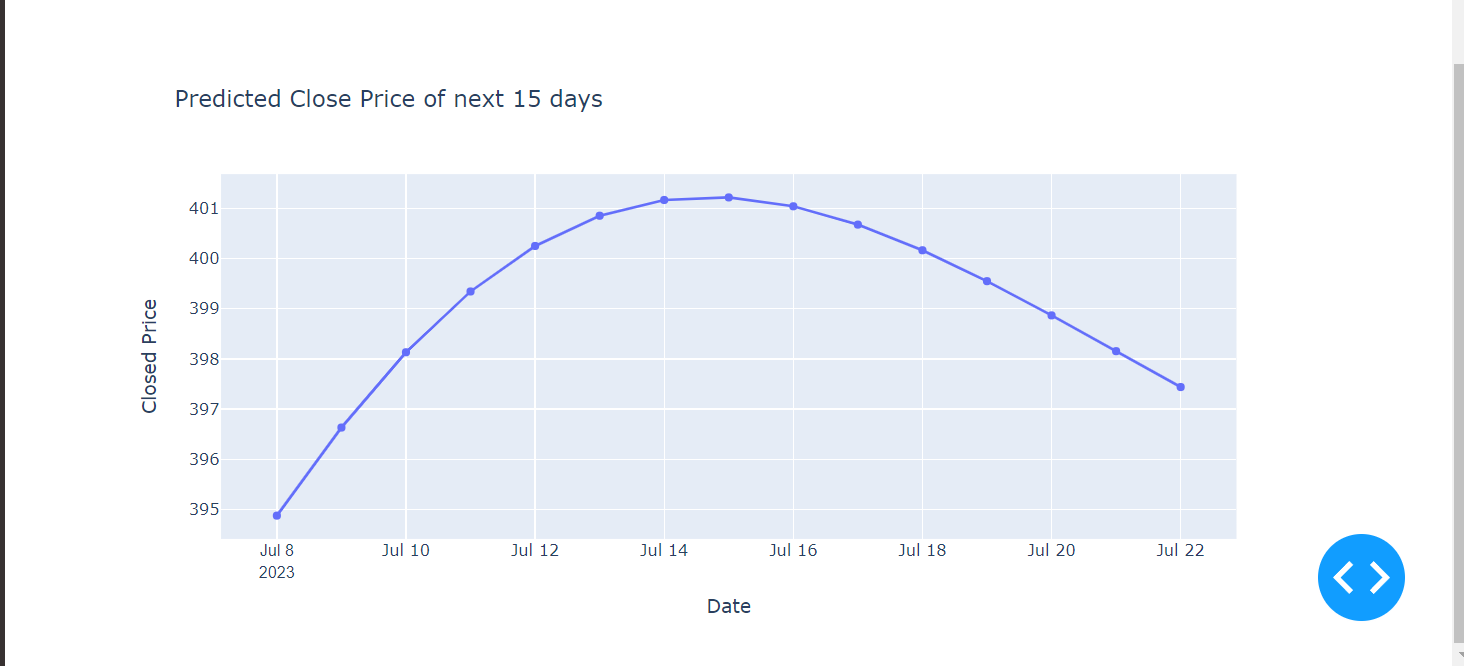 Predicted Close Price of next 15 days
401
400
399
398
397
396
395
Closed Price
Jul 8 Jul 10 Jul 12 Jul 14 Jul 16 Jul 18 Jul 20 Jul 22
2023
Date